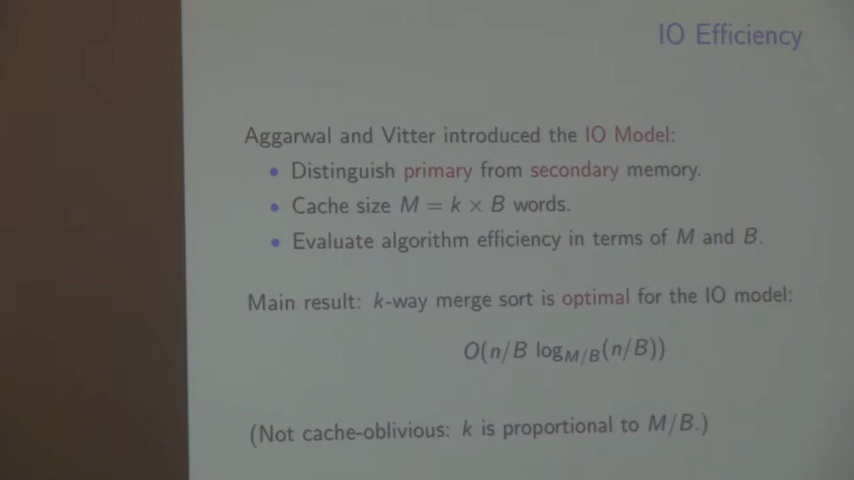 IO Efficiency
Aggarwal and Vitter introduced the IO Model:
• Distinguish primary from secondary memory.
• Cache size M = k × B words.
• Evaluate algorithm efficiency in terms of M and B.
Main result: k-way merge sort is optimal for the IO model:
O(n/B log_{M/B}(n/B))
(Not cache-oblivious: k is proportional to M/B.)